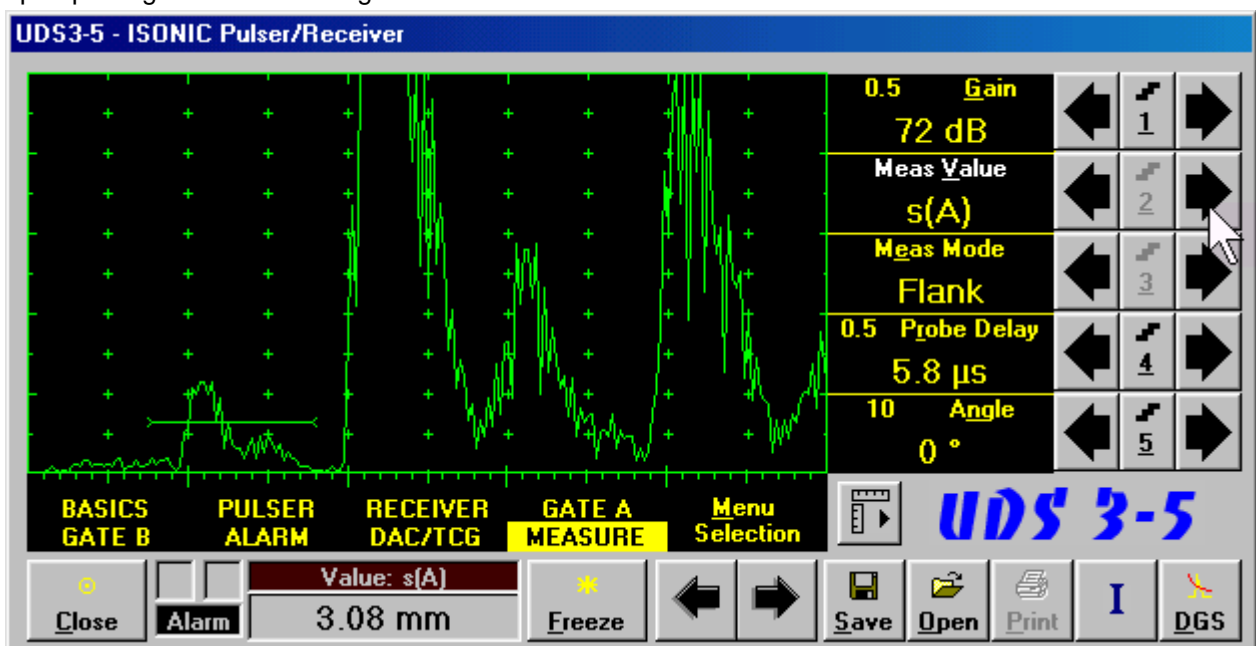 UDS3-5 - ISONIC Pulser/Receiver
0.5 Gain
72 dB
1
Meas Value
s(A)
2
Meas Mode
Flank
3
0.5 Probe Delay
5.8 µs
4
10 Angle
0 °
5
BASICS PULSER RECEIVER GATE A Menu
GATE B ALARM DAC/TCG MEASURE Selection
UDS 3-5
Close
Alarm
Value: s(A)
3.08 mm
Freeze
Save
Open
Print
I
DGS